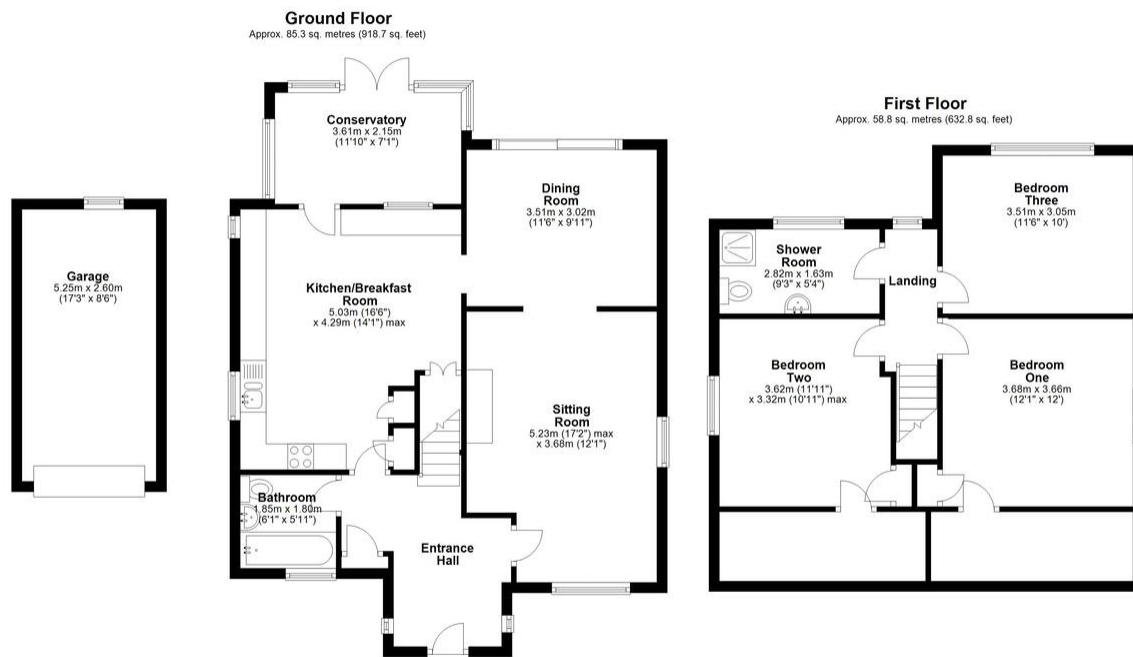 Ground Floor
Approx. 85.3 sq. metres (918.7 sq. feet)
Conservatory
3.61m x 2.15m
(11'10" x 7'1")
Dining
Room
3.51m x 3.02m
(11'6" x 9'11")
Garage
5.25m x 2.60m
(17'3" x 8'6")
Kitchen/Breakfast
Room
5.03m (16'6")
x 4.29m (14'1") max
Sitting
Room
5.23m (17'2") max
x 3.68m (12'1")
Bathroom
1.85m x 1.80m
(6'1" x 5'11")
Entrance
Hall
First Floor
Approx. 58.8 sq. metres (632.8 sq. feet)
Bedroom
Three
3.51m x 3.05m
(11'6" x 10')
Shower
Room
2.82m x 1.63m
(9'3" x 5'4")
Landing
Bedroom
Two
3.62m (11'11")
x 3.32m (10'11") max
Bedroom
One
3.68m x 3.66m
(12'1" x 12')